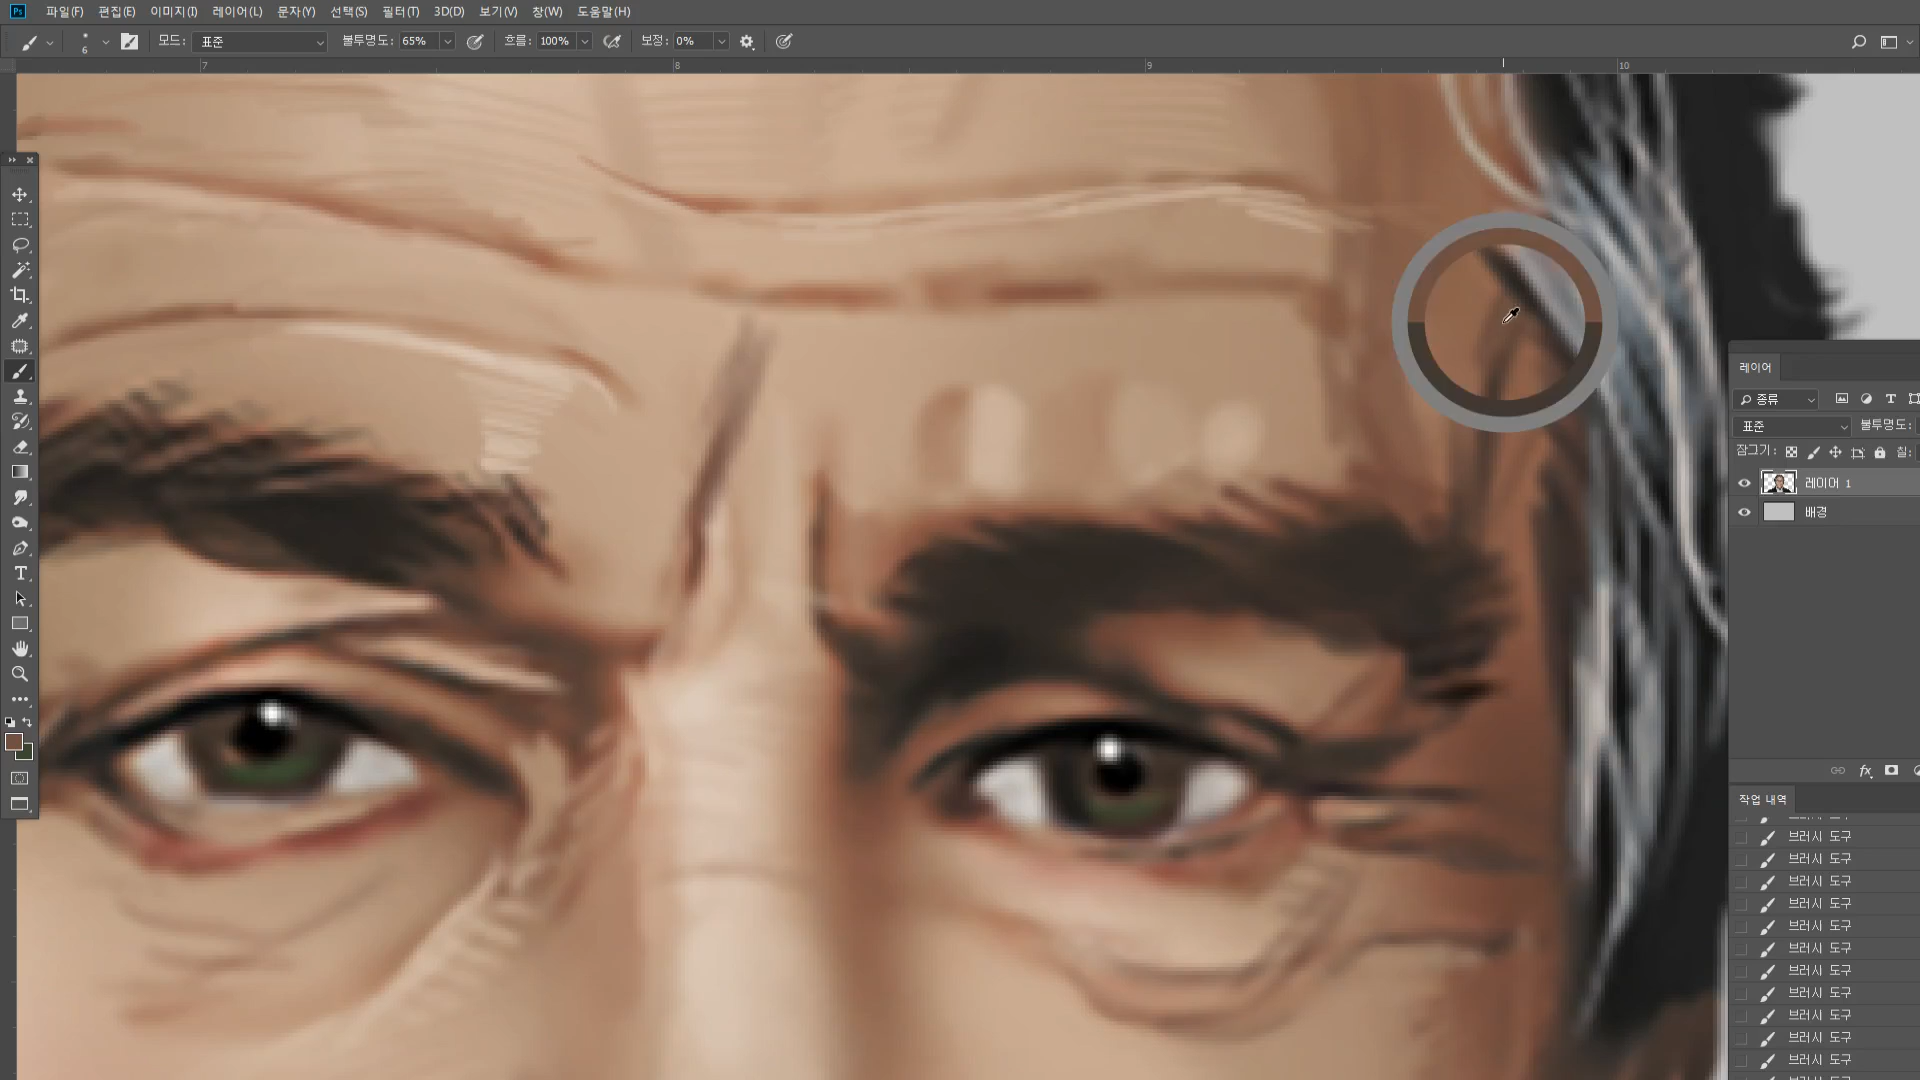 Ps 파일(F) 편집(E) 이미지(I) 레이어(L) 문자(Y) 선택(S) 필터(T) 3D(D) 보기(V) 창(W) 도움말(H)
6 모드: 표준 불투명도: 65% 흐름: 100% 보정: 0%
7 8 9 10
레이어
종류
표준 불투명도:
잠그기: 칠:
레이어 1
배경
fx
작업 내역
브러시 도구
브러시 도구
브러시 도구
브러시 도구
브러시 도구
브러시 도구
브러시 도구
브러시 도구
브러시 도구
브러시 도구
브러시 도구